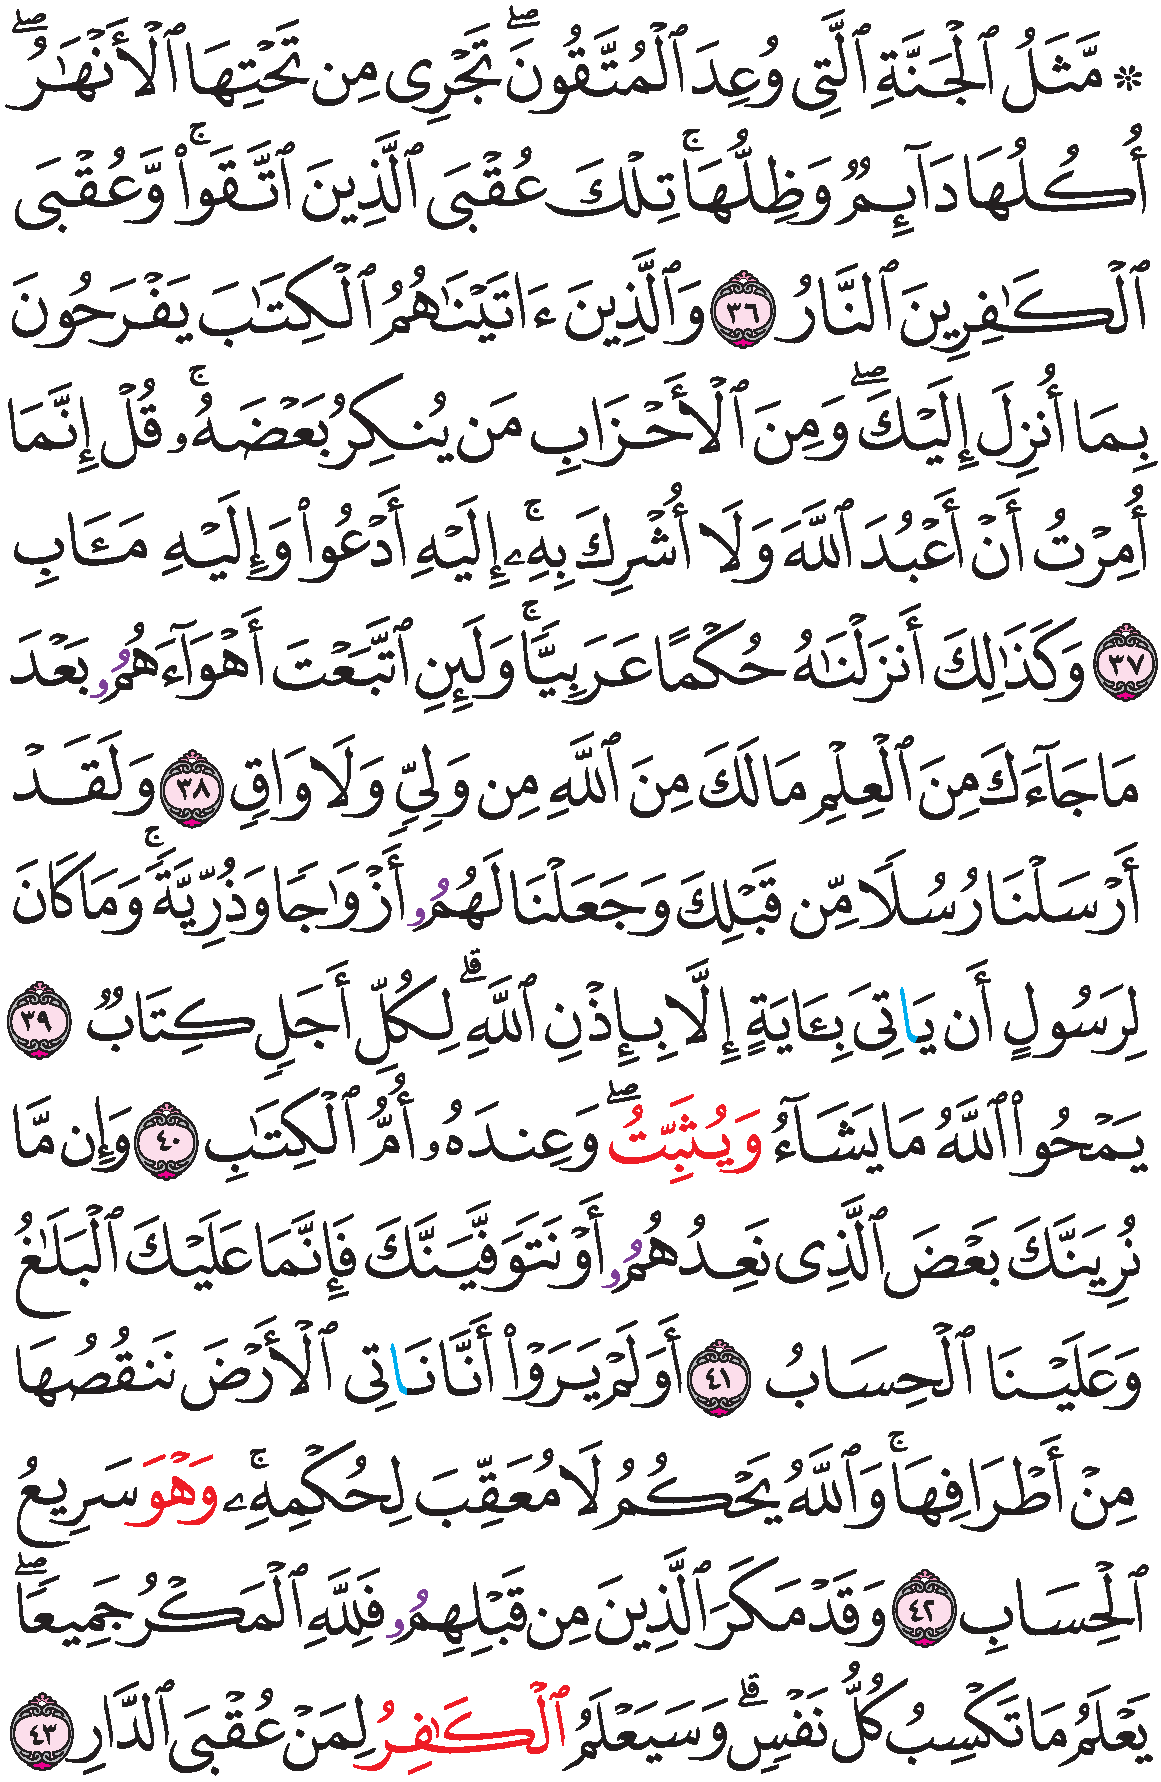 ۞ مَّثَلُ ٱلْجَنَّةِ ٱلَّتِى وُعِدَ ٱلْمُتَّقُونَۖ تَجْرِى مِن تَحْتِهَا ٱلْأَنْهَٰرُۖ
أُكُلُهَا دَآئِمٌ وَظِلُّهَاۚ تِلْكَ عُقْبَى ٱلَّذِينَ ٱتَّقَوا۟ۚ وَّعُقْبَى
ٱلْكَٰفِرِينَ ٱلنَّارُ ٣٦ وَٱلَّذِينَ ءَاتَيْنَٰهُمُ ٱلْكِتَٰبَ يَفْرَحُونَ
بِمَا أُنزِلَ إِلَيْكَۖ وَمِنَ ٱلْأَحْزَابِ مَن يُنكِرُ بَعْضَهُۥۚ قُلْ إِنَّمَا
أُمِرْتُ أَنْ أَعْبُدَ ٱللَّهَ وَلَا أُشْرِكَ بِهِۦۚ إِلَيْهِ أَدْعُوا۟ وَإِلَيْهِ مَـَٔابِ
٣٧ وَكَذَٰلِكَ أَنزَلْنَٰهُ حُكْمًا عَرَبِيًّاۚ وَلَئِنِ ٱتَّبَعْتَ أَهْوَآءَهُمُۥ بَعْدَ
مَا جَآءَكَ مِنَ ٱلْعِلْمِ مَا لَكَ مِنَ ٱللَّهِ مِن وَلِىٍّ وَلَا وَاقٍ ٣٨ وَلَقَدْ
أَرْسَلْنَا رُسُلًا مِّن قَبْلِكَ وَجَعَلْنَا لَهُمُۥ أَزْوَٰجًا وَذُرِّيَّةًۚ وَمَا كَانَ
لِرَسُولٍ أَن يَاتِىَ بِـَٔايَةٍ إِلَّا بِإِذْنِ ٱللَّهِۗ لِكُلِّ أَجَلٍ كِتَابٌ ٣٩
يَمْحُوا۟ ٱللَّهُ مَا يَشَآءُ وَيُثَبِّتُۖ وَعِندَهُۥ أُمُّ ٱلْكِتَٰبِ ٤٠ وَإِن مَّا
نُرِيَنَّكَ بَعْضَ ٱلَّذِى نَعِدُهُمُۥ أَوْ نَتَوَفَّيَنَّكَ فَإِنَّمَا عَلَيْكَ ٱلْبَلَٰغُ
وَعَلَيْنَا ٱلْحِسَابُ ٤١ أَوَلَمْ يَرَوْا۟ أَنَّا نَاتِى ٱلْأَرْضَ نَنقُصُهَا
مِنْ أَطْرَافِهَاۚ وَٱللَّهُ يَحْكُمُ لَا مُعَقِّبَ لِحُكْمِهِۦۚ وَهْوَ سَرِيعُ
ٱلْحِسَابِ ٤٢ وَقَدْ مَكَرَ ٱلَّذِينَ مِن قَبْلِهِمُۥ فَلِلَّهِ ٱلْمَكْرُ جَمِيعًاۖ
يَعْلَمُ مَا تَكْسِبُ كُلُّ نَفْسٍۗ وَسَيَعْلَمُ ٱلْكَٰفِرُ لِمَنْ عُقْبَى ٱلدَّارِ ٤٣